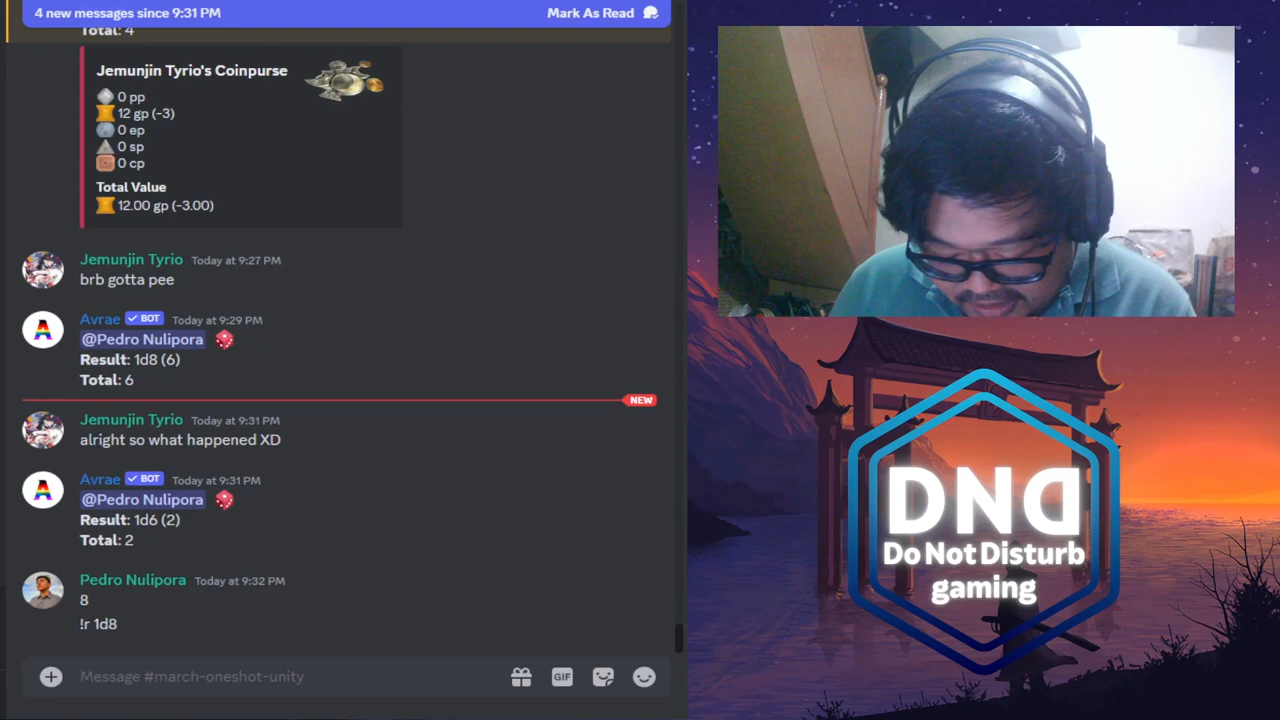 4 new messages since 9:31 PM
Mark As Read
Total: 4
Jemunjin Tyrio's Coinpurse
0 pp
12 gp (-3)
0 ep
0 sp
0 cp
Total Value
12.00 gp (-3.00)
Jemunjin Tyrio Today at 9:27 PM
brb gotta pee
A
Avrae BOT Today at 9:29 PM
@Pedro Nulipora
Result: 1d8 (6)
Total: 6
NEW
Jemunjin Tyrio Today at 9:31 PM
alright so what happened XD
A
Avrae BOT Today at 9:31 PM
@Pedro Nulipora
Result: 1d6 (2)
Total: 2
Pedro Nulipora Today at 9:32 PM
8
!r 1d8
Message #march-oneshot-unity
GIF
DND
Do Not Disturb
gaming